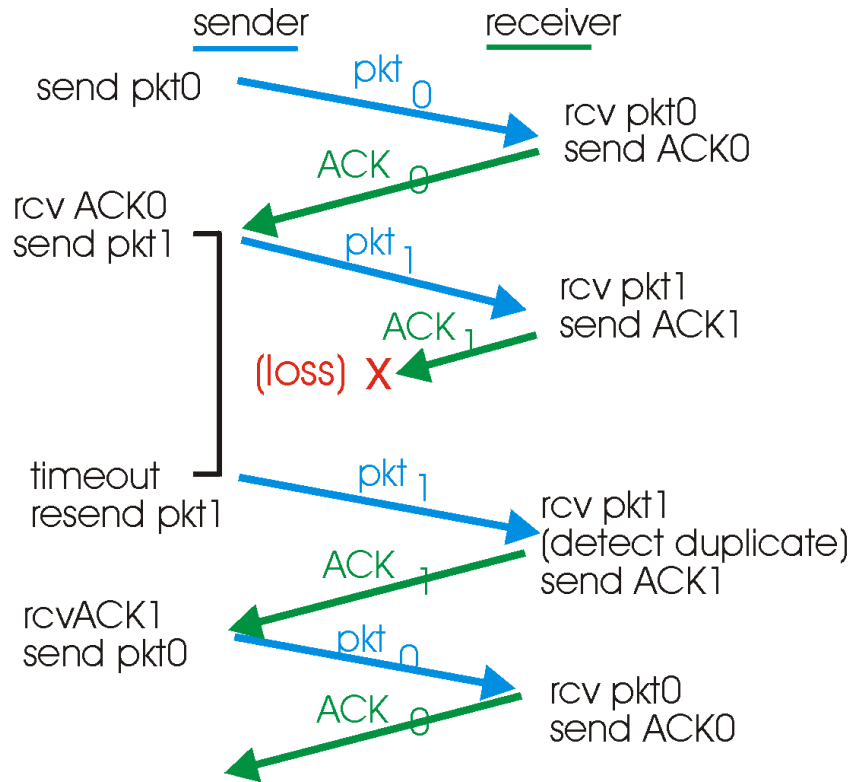 sender
receiver
send pkt0
pkt 0
rcv pkt0
send ACK0
ACK 0
rcv ACK0
send pkt1
pkt 1
rcv pkt1
send ACK1
ACK 1
(loss) X
timeout
resend pkt1
pkt 1
rcv pkt1
(detect duplicate)
send ACK1
ACK 1
rcvACK1
send pkt0
pkt 0
rcv pkt0
send ACK0
ACK 0